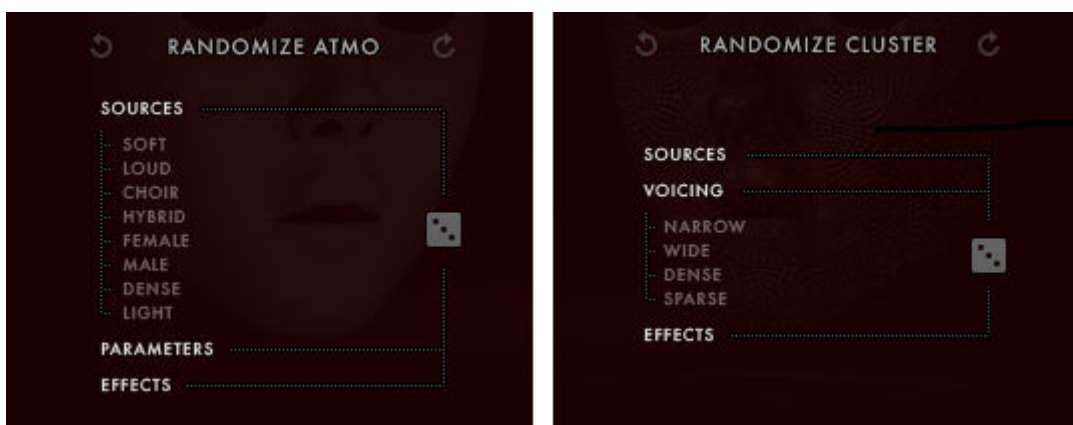 RANDOMIZE ATMO
SOURCES
SOFT
LOUD
CHOIR
HYBRID
FEMALE
MALE
DENSE
LIGHT
PARAMETERS
EFFECTS
RANDOMIZE CLUSTER
SOURCES
VOICING
NARROW
WIDE
DENSE
SPARSE
EFFECTS